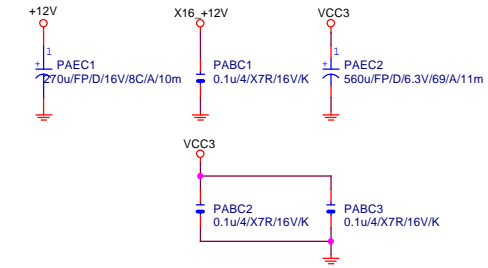 +12V
X16_+12V
VCC3
1
+
PAEC1
270u/FP/D/16V/8C/A/10m
PABC1
0.1u/4/X7R/16V/K
1
+
PAEC2
560u/FP/D/6.3V/69/A/11m
VCC3
PABC2
0.1u/4/X7R/16V/K
PABC3
0.1u/4/X7R/16V/K